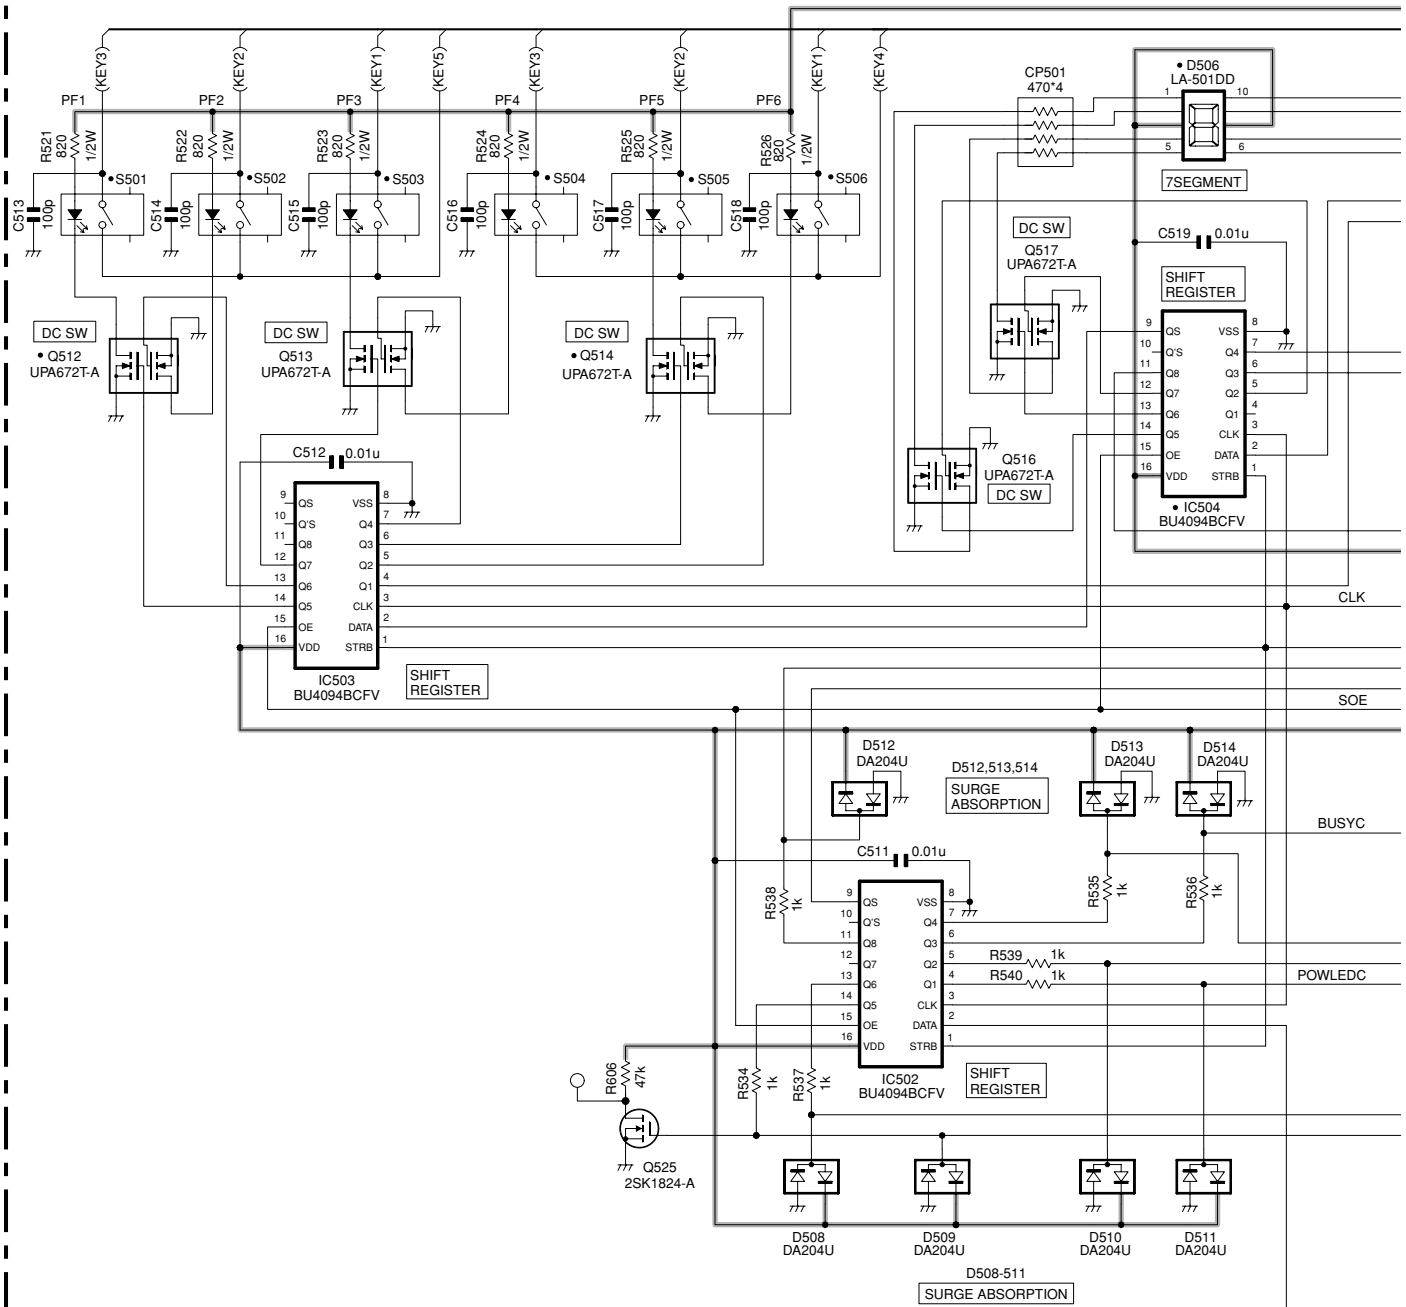 (KEY3) (KEY2) (KEY1) (KEY5) (KEY3) (KEY2) (KEY1) (KEY4)
PF1 PF2 PF3 PF4 PF5 PF6
R521 820 1/2W
R522 820 1/2W
R523 820 1/2W
R524 820 1/2W
R525 820 1/2W
R526 820 1/2W
CP501
470*4
• D506
LA-501DD
1 10
5 6
7SEGMENT
•S501 •S502 •S503 •S504 •S505 •S506
C513 100p
C514 100p
C515 100p
C516 100p
C517 100p
C518 100p
DC SW
• Q512
UPA672T-A
DC SW
Q513
UPA672T-A
DC SW
• Q514
UPA672T-A
DC SW
Q517
UPA672T-A
C519 0.01u
SHIFT
REGISTER
9 QS VSS 8
10 Q'S Q4 7
11 Q8 Q3 6
12 Q7 Q2 5
13 Q6 Q1 4
14 Q5 CLK 3
15 OE DATA 2
16 VDD STRB 1
• IC504
BU4094BCFV
Q516
UPA672T-A
DC SW
C512 0.01u
9 QS VSS 8
10 Q'S Q4 7
11 Q8 Q3 6
12 Q7 Q2 5
13 Q6 Q1 4
14 Q5 CLK 3
15 OE DATA 2
16 VDD STRB 1
IC503
BU4094BCFV
SHIFT
REGISTER
CLK
SOE
D512
DA204U
D512,513,514
SURGE
ABSORPTION
D513
DA204U
D514
DA204U
BUSYC
C511 0.01u
R538 1k
R535 1k
R536 1k
9 QS VSS 8
10 Q'S Q4 7
11 Q8 Q3 6
12 Q7 Q2 5
13 Q6 Q1 4
14 Q5 CLK 3
15 OE DATA 2
16 VDD STRB 1
R539 1k
R540 1k
POWLEDC
IC502
BU4094BCFV
SHIFT
REGISTER
R606 47k
R534 1k
R537 1k
Q525
2SK1824-A
D508
DA204U
D509
DA204U
D510
DA204U
D511
DA204U
D508-511
SURGE ABSORPTION